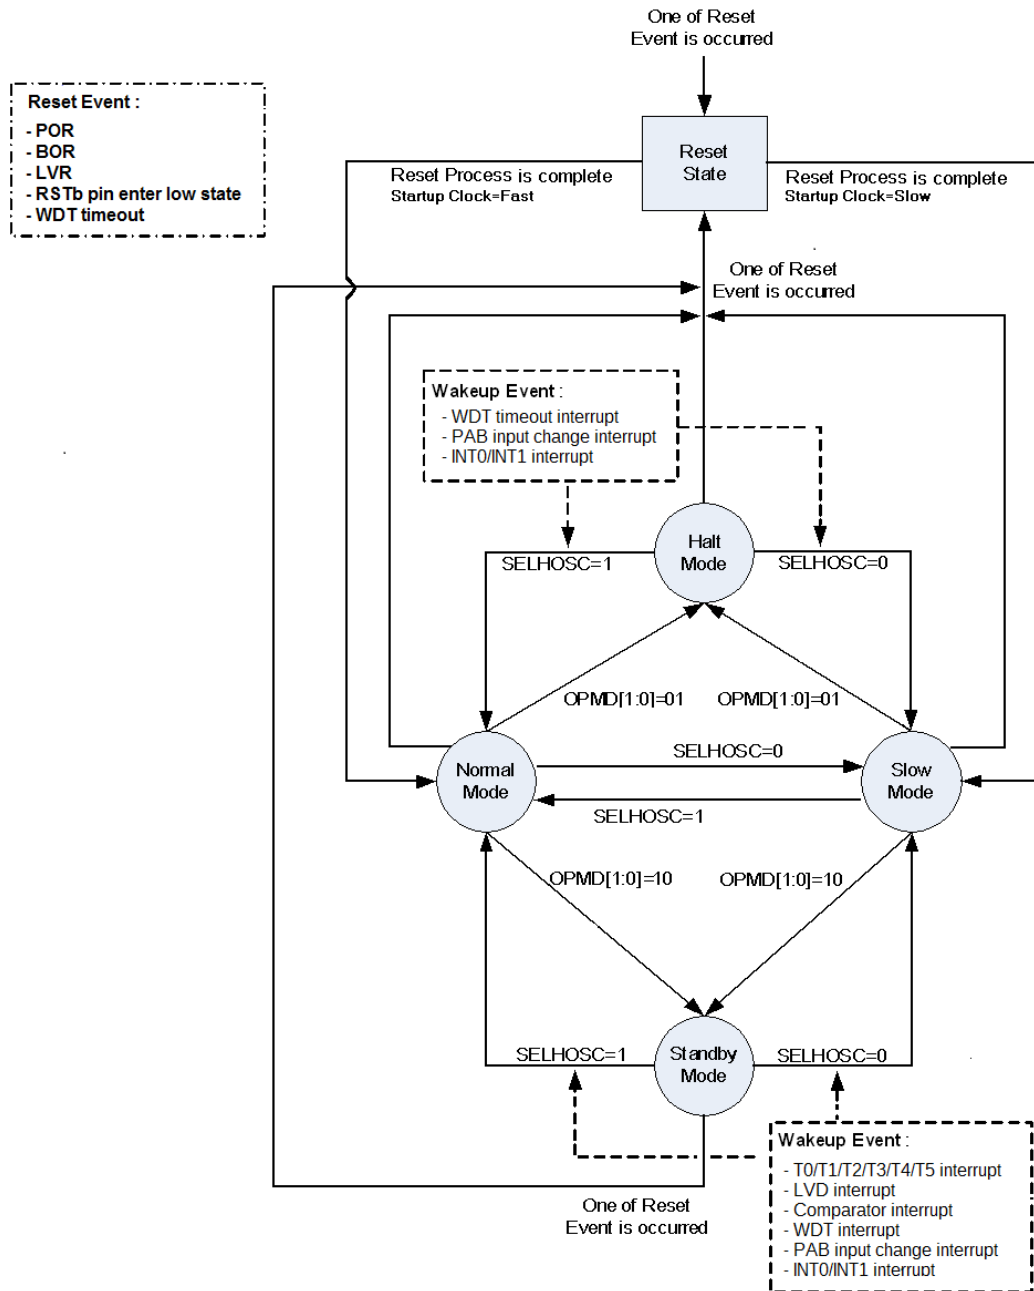 One of Reset
Event is occurred
Reset Event :
- POR
- BOR
- LVR
- RSTb pin enter low state
- WDT timeout
Reset
State
Reset Process is complete
Startup Clock=Fast
Reset Process is complete
Startup Clock=Slow
One of Reset
Event is occurred
Wakeup Event :
- WDT timeout interrupt
- PAB input change interrupt
- INT0/INT1 interrupt
Halt
Mode
SELHOSC=1
SELHOSC=0
OPMD[1:0]=01
OPMD[1:0]=01
Normal
Mode
SELHOSC=0
Slow
Mode
SELHOSC=1
OPMD[1:0]=10
OPMD[1:0]=10
SELHOSC=1
Standby
Mode
SELHOSC=0
One of Reset
Event is occurred
Wakeup Event :
- T0/T1/T2/T3/T4/T5 interrupt
- LVD interrupt
- Comparator interrupt
- WDT interrupt
- PAB input change interrupt
- INT0/INT1 interrupt